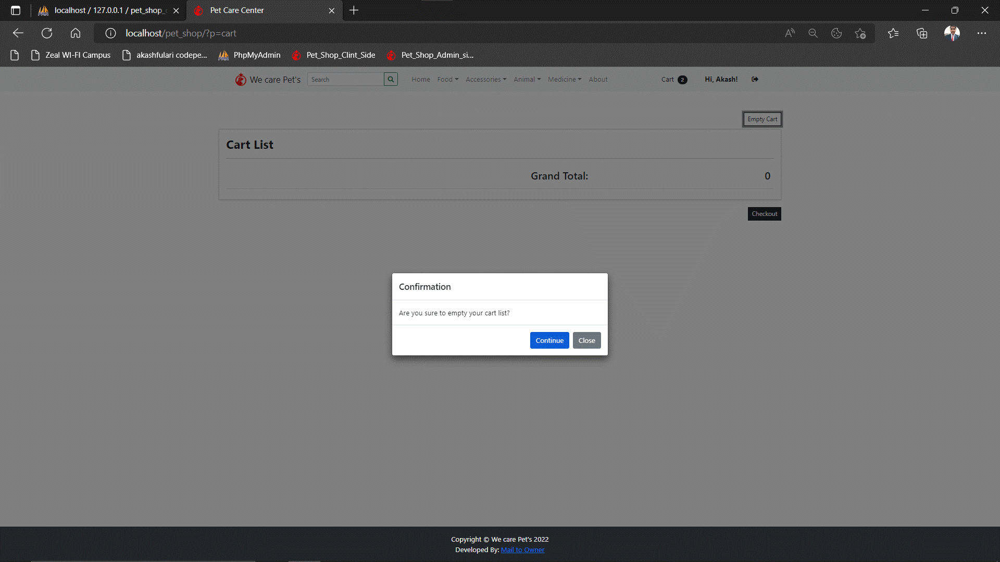 localhost / 127.0.0.1 / pet_shop_
Pet Care Center
localhost/pet_shop/?p=cart
Zeal WI-FI Campus
akashfulari codepe...
PhpMyAdmin
Pet_Shop_Clint_Side
Pet_Shop_Admin_si...
We care Pet's
Search
Home
Food
Accessories
Animal
Medicine
About
Cart 2
Hi, Akash!
Empty Cart
Cart List
Grand Total: 0
Checkout
Confirmation
Are you sure to empty your cart list?
Continue
Close
Copyright © We care Pet's 2022
Developed By: Mail to Owner